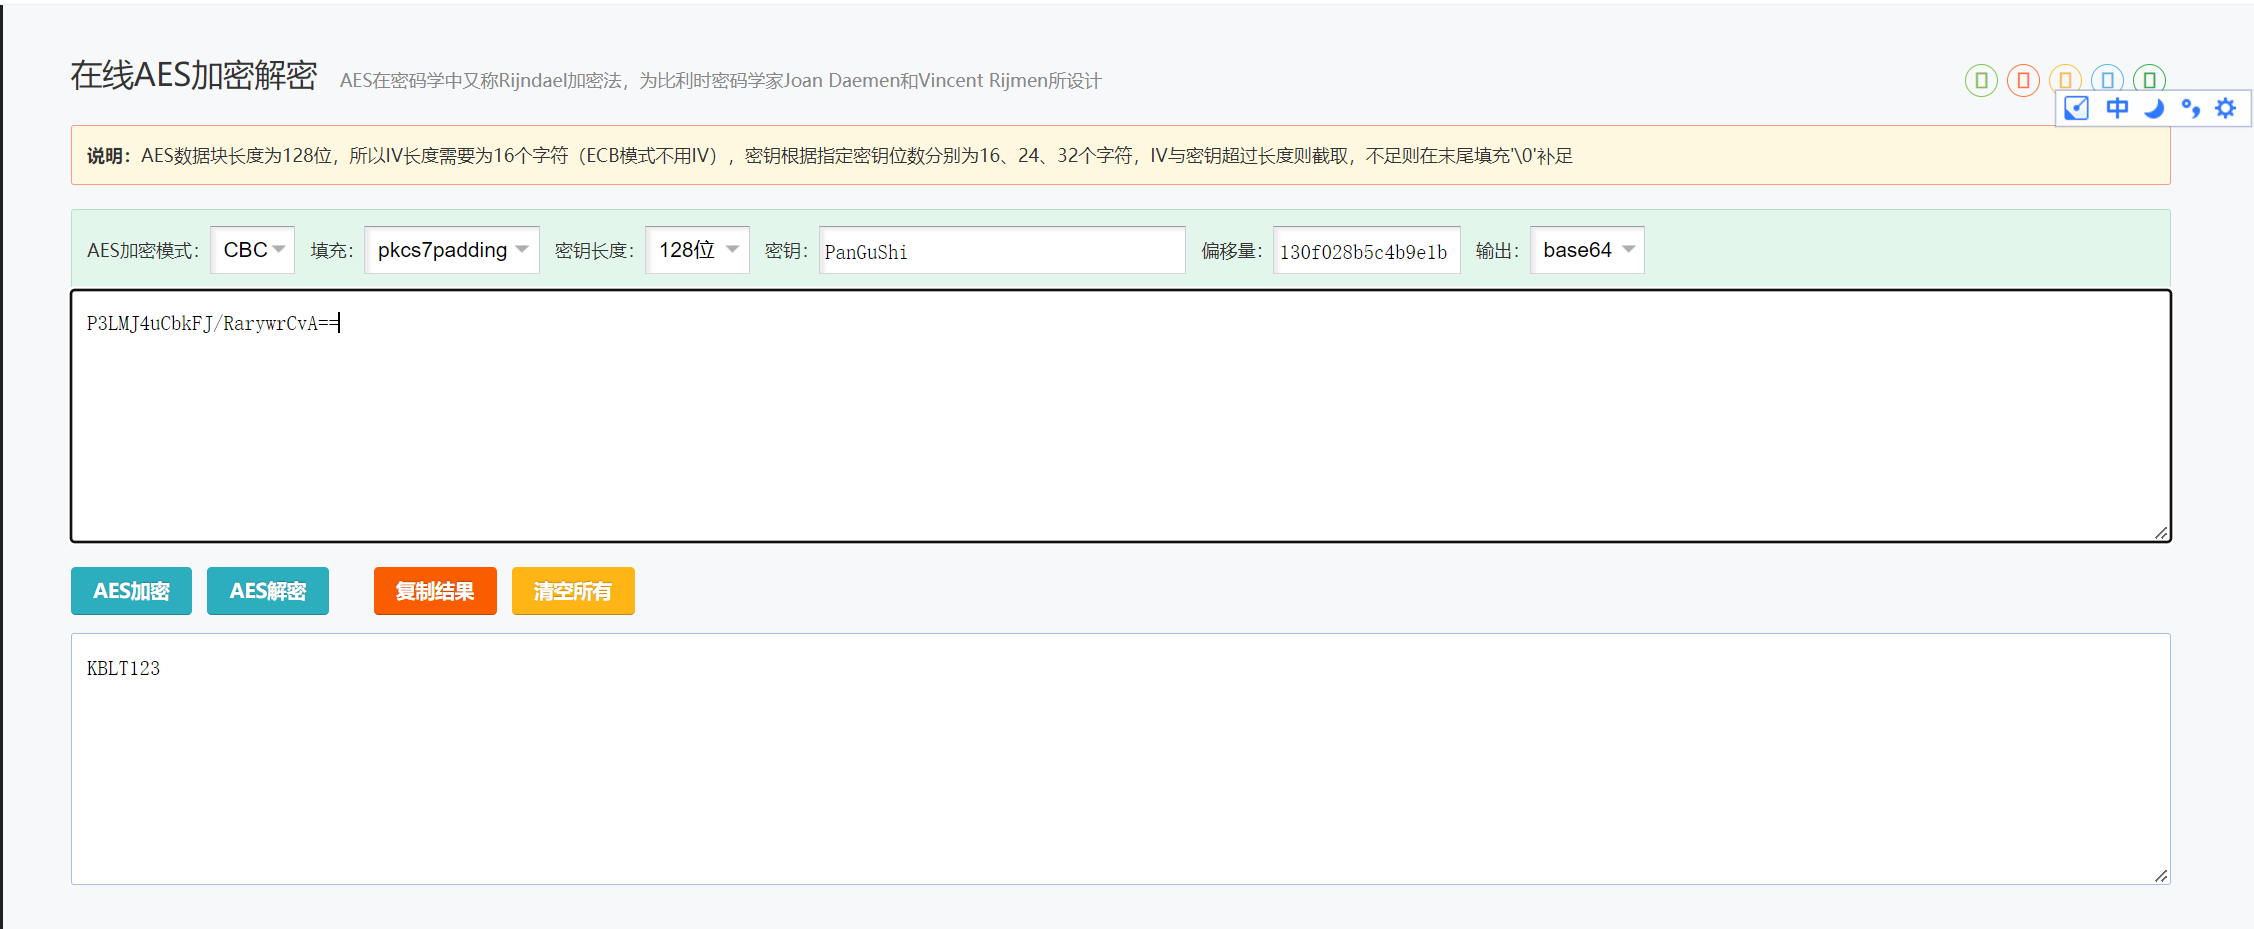 在线AES加密解密 AES在密码学中又称Rijndael加密法，为比利时密码学家Joan Daemen和Vincent Rijmen所设计
中
说明：AES数据块长度为128位，所以IV长度需要为16个字符（ECB模式不用IV），密钥根据指定密钥位数分别为16、24、32个字符，IV与密钥超过长度则截取，不足则在末尾填充'\0'补足
AES加密模式： CBC 填充： pkcs7padding 密钥长度： 128位 密钥： PanGuShi 偏移量： 130f028b5c4b9e1b 输出： base64
P3LMJ4uCbkFJ/RarywrCvA==
AES加密 AES解密 复制结果 清空所有
KBLT123